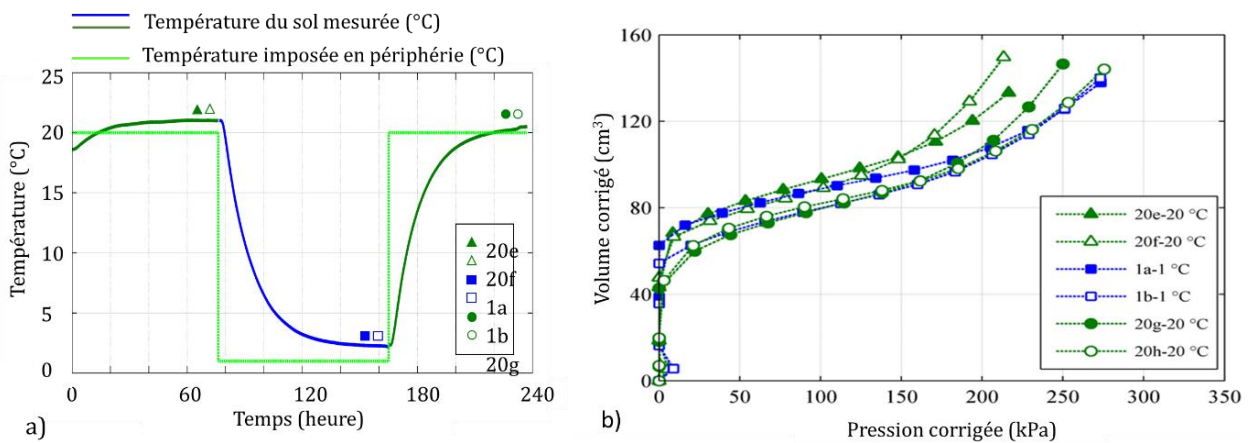 Température du sol mesurée (°C)
Température imposée en périphérie (°C)
25
20
15
10
5
0
Température (°C)
20e
20f
1a
1b
20g
0
60
120
180
240
Temps (heure)
a)
160
120
80
40
0
Volume corrigé (cm³)
20e-20 °C
20f-20 °C
1a-1 °C
1b-1 °C
20g-20 °C
20h-20 °C
0
50
100
150
200
250
300
350
Pression corrigée (kPa)
b)